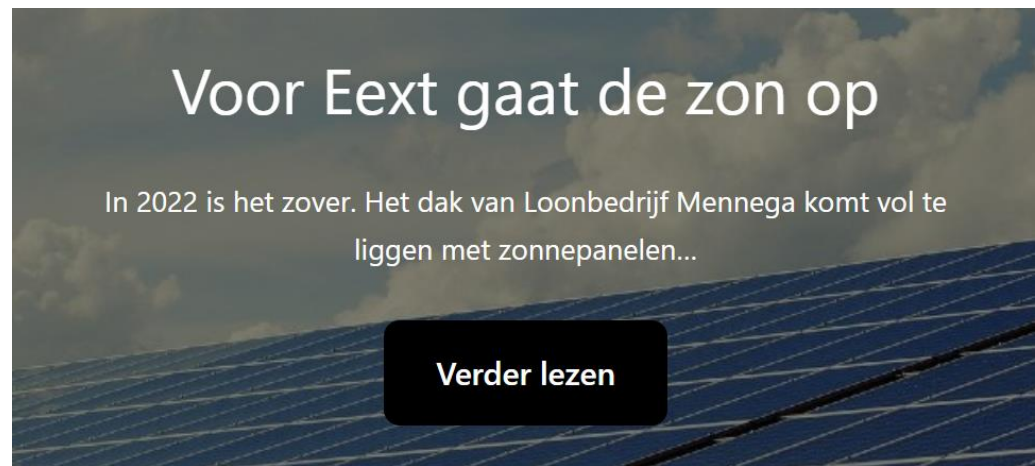 Voor Eext gaat de zon op
In 2022 is het zover. Het dak van Loonbedrijf Mennega komt vol te
liggen met zonnepanelen...
Verder lezen